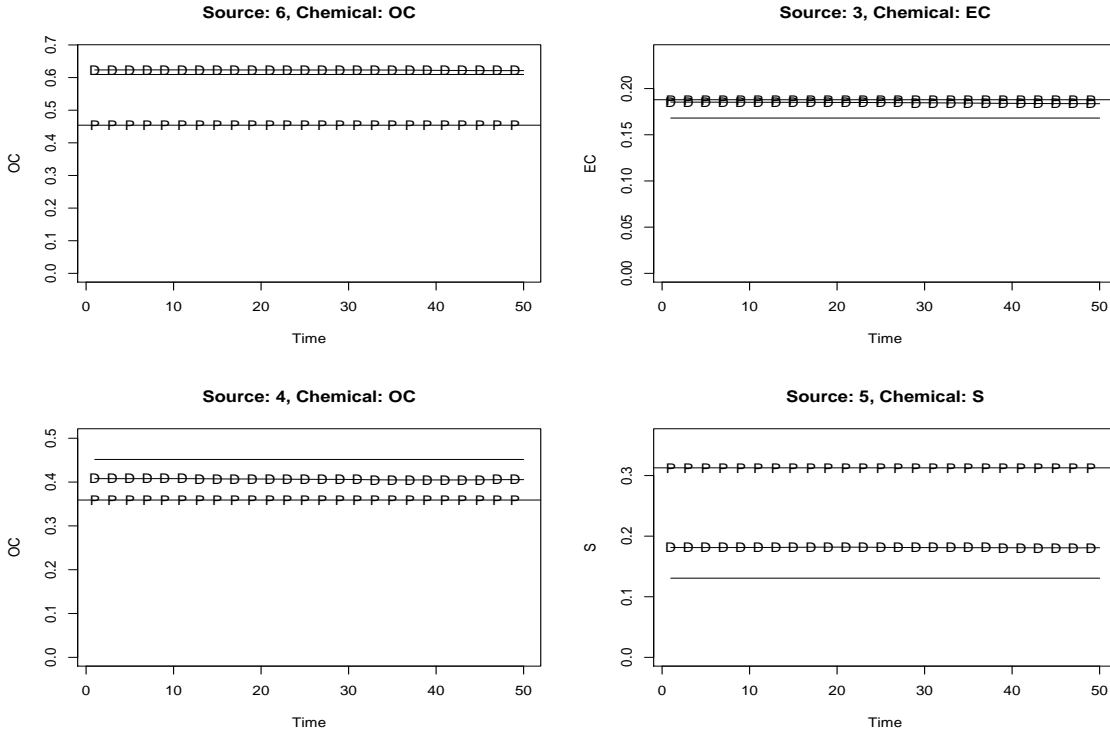 Source: 6, Chemical: OC
OC
0.0 0.1 0.2 0.3 0.4 0.5 0.6 0.7
D D D D D D D D D D D D D D D D D D D D D D D D D
P P P P P P P P P P P P P P P P P P P P P P P P P
0 10 20 30 40 50
Time
Source: 3, Chemical: EC
EC
0.00 0.05 0.10 0.15 0.20
P P P P P P P P P P P P P P P P P P P P P P P P P
D D D D D D D D D D D D D D D D D D D D D D D D D
0 10 20 30 40 50
Time
Source: 4, Chemical: OC
OC
0.0 0.1 0.2 0.3 0.4 0.5
D D D D D D D D D D D D D D D D D D D D D D D D D
P P P P P P P P P P P P P P P P P P P P P P P P P
0 10 20 30 40 50
Time
Source: 5, Chemical: S
S
0.0 0.1 0.2 0.3
P P P P P P P P P P P P P P P P P P P P P P P P P
D D D D D D D D D D D D D D D D D D D D D D D D D
0 10 20 30 40 50
Time